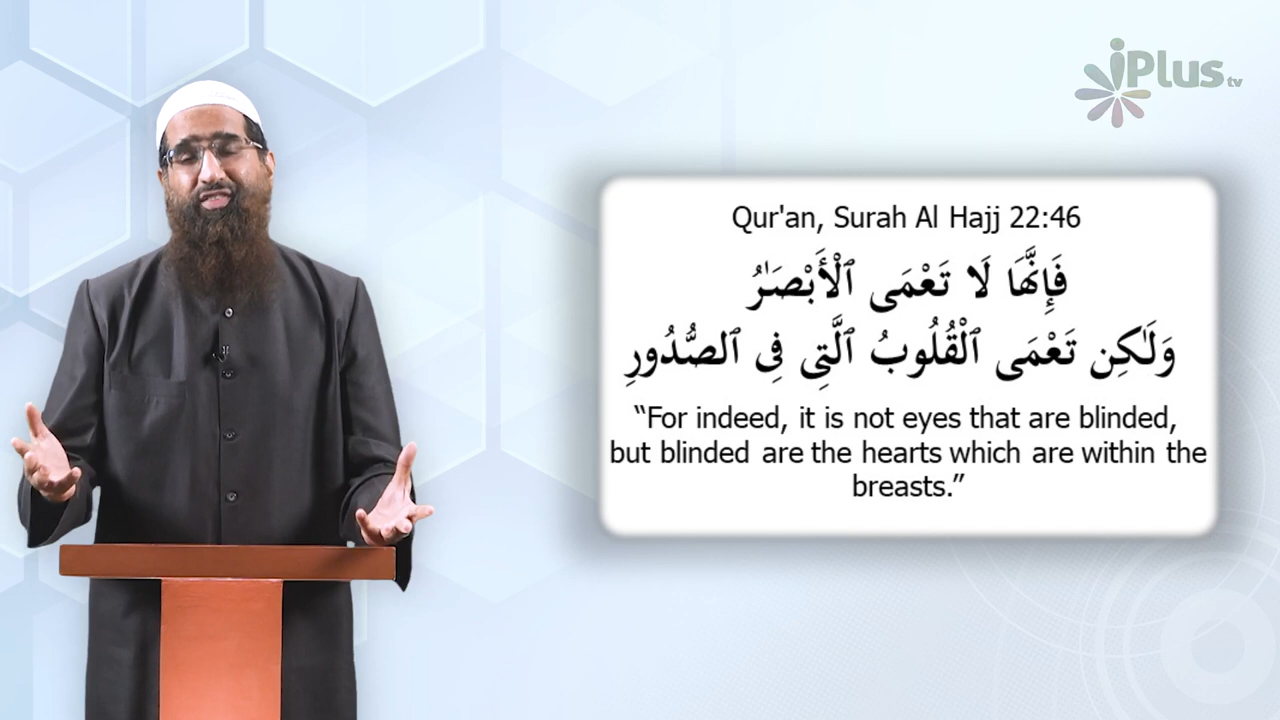 iPlus tv
Qur'an, Surah Al Hajj 22:46
فَإِنَّهَا لَا تَعْمَى ٱلْأَبْصَـٰرُ
وَلَـٰكِن تَعْمَى ٱلْقُلُوبُ ٱلَّتِى فِى ٱلصُّدُورِ
“For indeed, it is not eyes that are blinded,
but blinded are the hearts which are within the
breasts.”